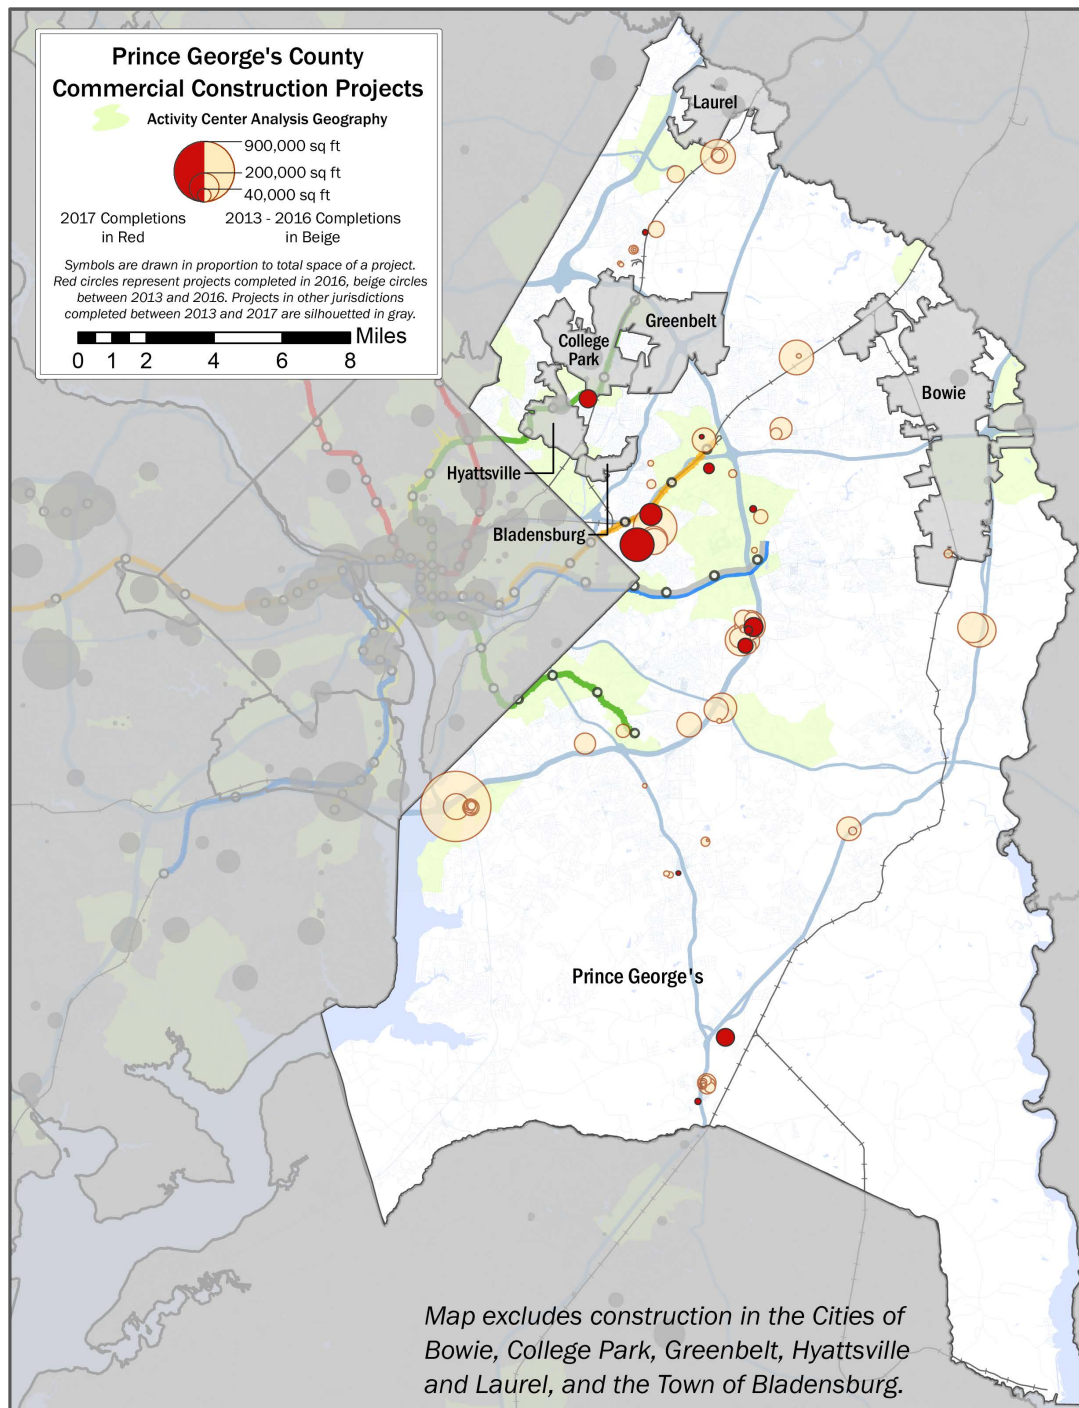 Prince George's County
Commercial Construction Projects
Activity Center Analysis Geography
900,000 sq ft
200,000 sq ft
40,000 sq ft
2017 Completions
in Red
2013 - 2016 Completions
in Beige
Symbols are drawn in proportion to total space of a project.
Red circles represent projects completed in 2016, beige circles
between 2013 and 2016. Projects in other jurisdictions
completed between 2013 and 2017 are silhouetted in gray.
Miles
0 1 2 4 6 8
Laurel
Greenbelt
College
Park
Bowie
Hyattsville
Bladensburg
Prince George's
Map excludes construction in the Cities of
Bowie, College Park, Greenbelt, Hyattsville
and Laurel, and the Town of Bladensburg.